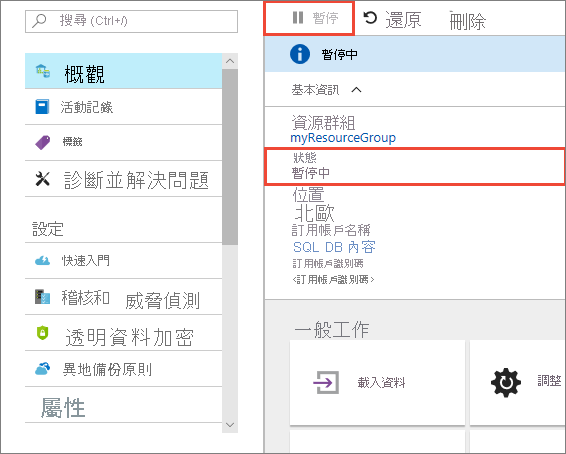 搜尋 (Ctrl+/)
概觀
活動記錄
標籤
診斷並解決問題
設定
快速入門
稽核和 威脅偵測
透明資料加密
異地備份原則
屬性
暫停 還原 刪除
暫停中
基本資訊
資源群組
myResourceGroup
狀態
暫停中
位置
北歐
訂用帳戶名稱
SQL DB 內容
訂用帳戶識別碼
<訂用帳戶識別碼>
一般工作
載入資料
調整